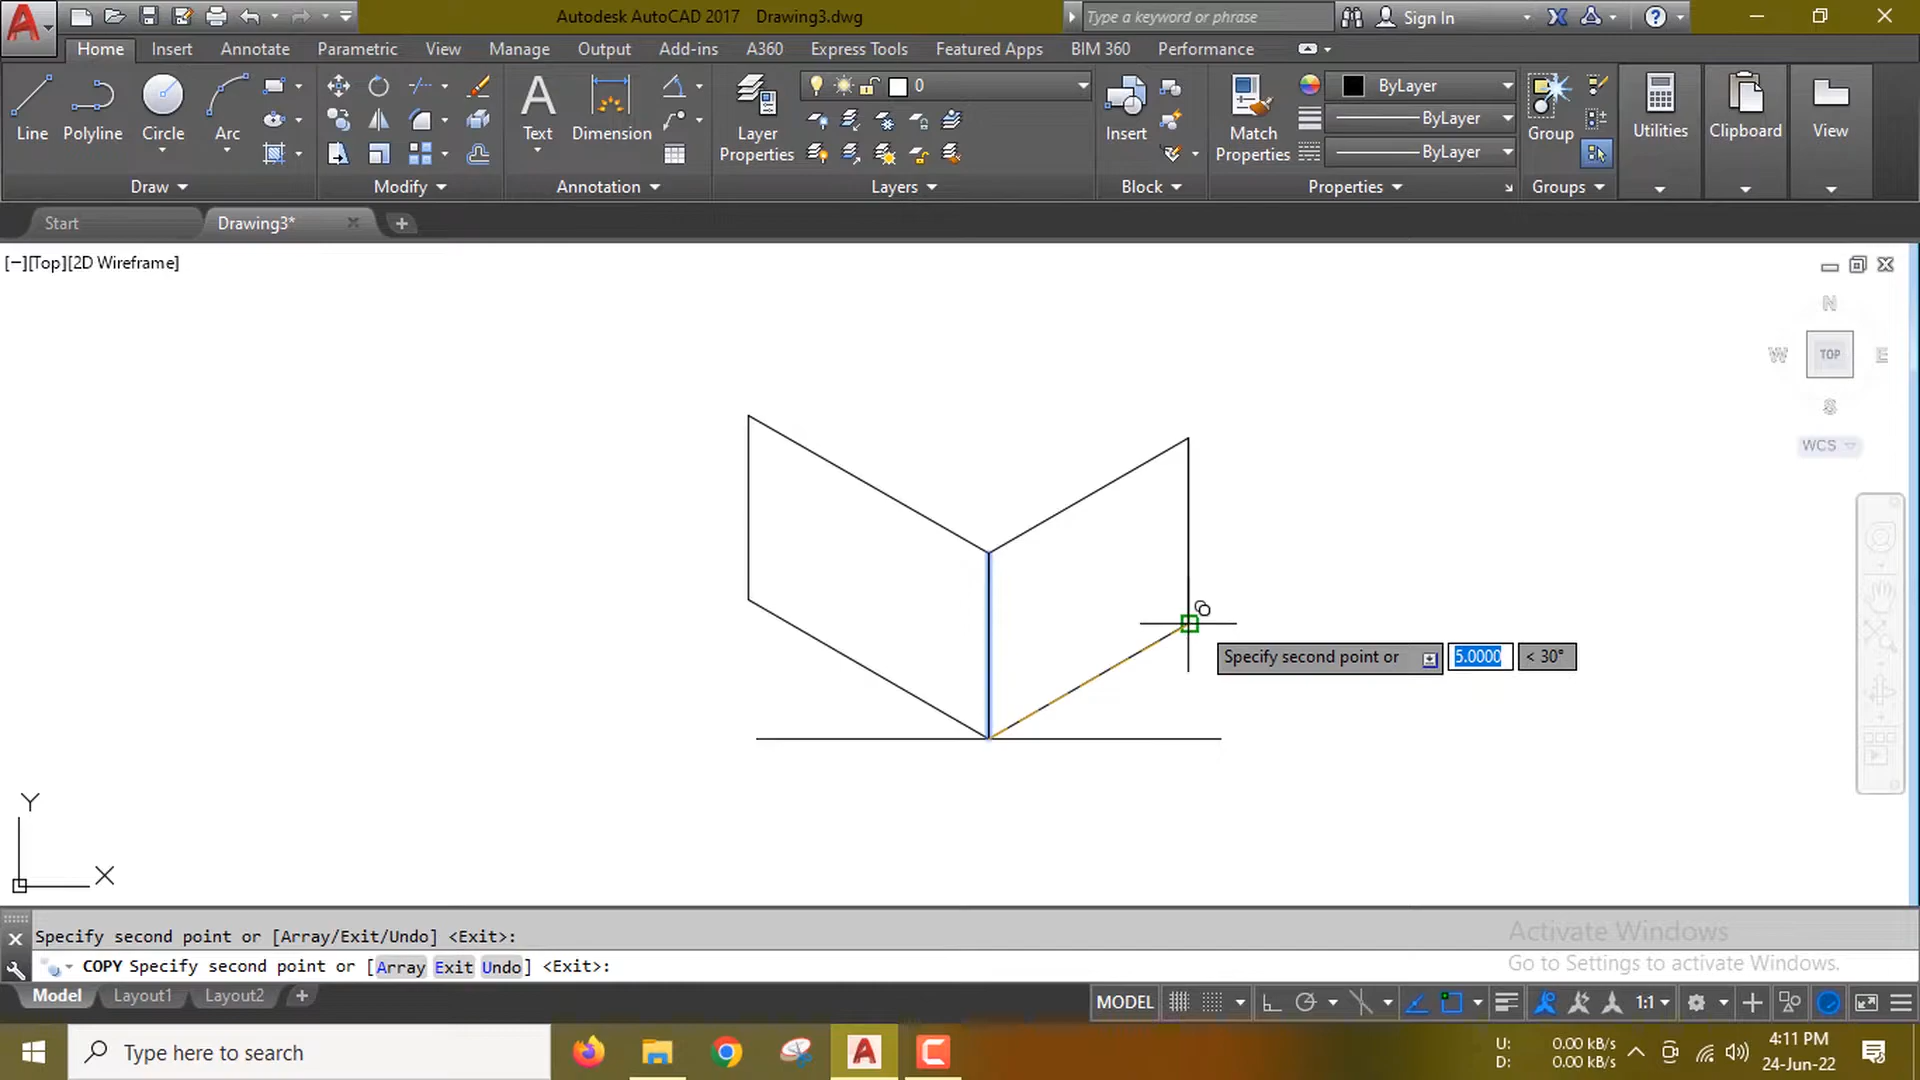 Autodesk AutoCAD 2017 Drawing3.dwg
Type a keyword or phrase
Sign In
Home Insert Annotate Parametric View Manage Output Add-ins A360 Express Tools Featured Apps BIM 360 Performance
Line Polyline Circle Arc
Text Dimension
Layer Properties
0
Insert
Match Properties
ByLayer
ByLayer
ByLayer
Group
Utilities Clipboard View
Draw Modify Annotation Layers Block Properties Groups
Start Drawing3*
[−][Top][2D Wireframe]
N
W TOP E
S
WCS
Specify second point or 5.0000 < 30°
Y
X
Specify second point or [Array/Exit/Undo] <Exit>:
COPY Specify second point or [Array Exit Undo] <Exit>:
Activate Windows
Go to Settings to activate Windows.
Model Layout1 Layout2
MODEL 1:1
Type here to search
U: 0.00 kB/s
D: 0.00 kB/s
4:11 PM
24-Jun-22